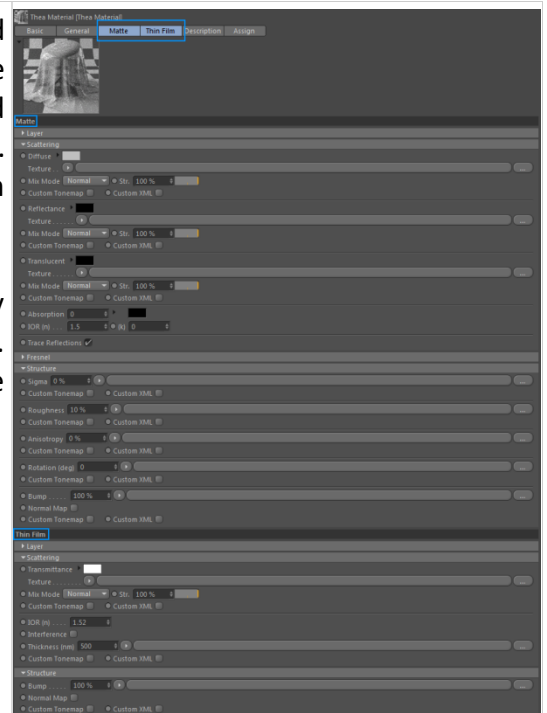 Thea Material [Thea Material]
Basic General Matte Thin Film Description Assign
Matte
Layer
Scattering
Diffuse
Texture . .
Mix Mode Normal Str. 100 %
Custom Tonemap Custom XML
Reflectance
Texture . . . . .
Mix Mode Normal Str. 100 %
Custom Tonemap Custom XML
Translucent
Texture . . . . .
Mix Mode Normal Str. 100 %
Custom Tonemap Custom XML
Absorption 0
IOR (n) . . . 1.5 (k) 0
Trace Reflections
Fresnel
Structure
Sigma 0 %
Custom Tonemap Custom XML
Roughness 10 %
Custom Tonemap Custom XML
Anisotropy 0 %
Custom Tonemap Custom XML
Rotation (deg) 0
Custom Tonemap Custom XML
Bump . . . . . 100 %
Normal Map
Custom Tonemap Custom XML
Thin Film
Layer
Scattering
Transmittance
Texture . . . . . . .
Mix Mode Normal Str. 100 %
Custom Tonemap Custom XML
IOR (n) . . . . 1.52
Interference
Thickness (nm) 500
Custom Tonemap Custom XML
Structure
Bump . . . . . 100 %
Normal Map
Custom Tonemap Custom XML